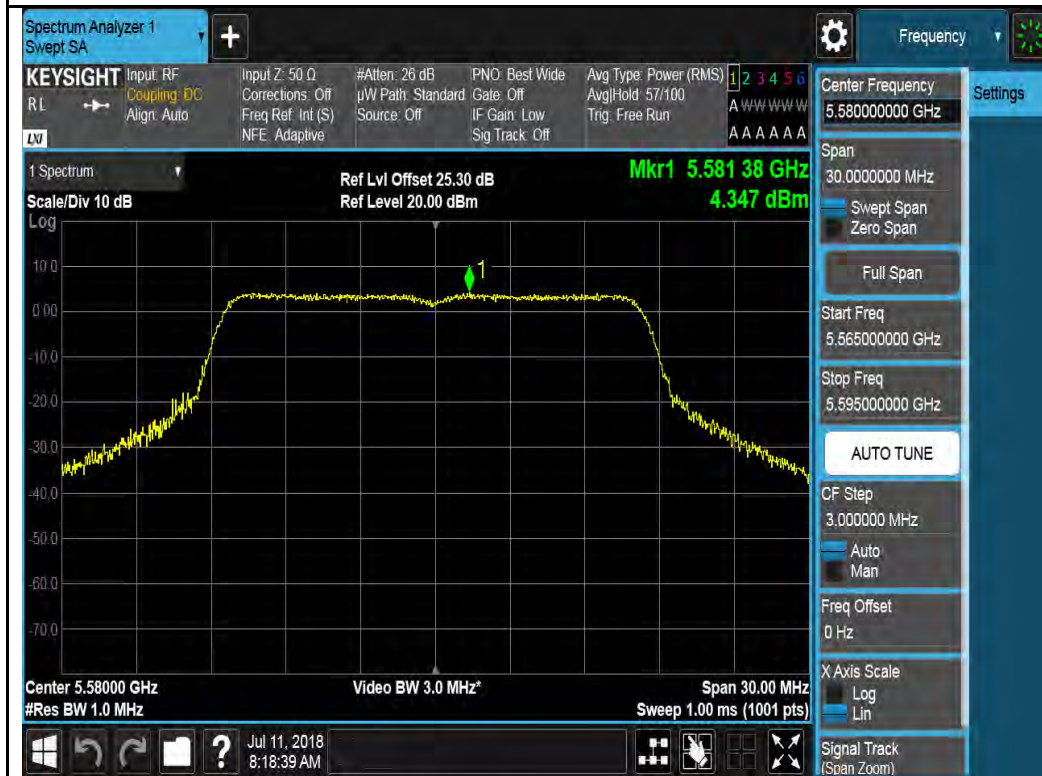 Spectrum Analyzer 1
Swept SA
+
Frequency
KEYSIGHT
RL
LXI
Input: RF
Coupling: DC
Align: Auto
Input Z: 50 Ω
Corrections: Off
Freq Ref: Int (S)
NFE: Adaptive
#Atten: 26 dB
µW Path: Standard
Source: Off
PNO: Best Wide
Gate: Off
IF Gain: Low
Sig Track: Off
Avg Type: Power (RMS)
Avg|Hold: 57/100
Trig: Free Run
1 2 3 4 5 6
A W W W W W
A A A A A A
1 Spectrum
Scale/Div 10 dB
Log
Ref Lvl Offset 25.30 dB
Ref Level 20.00 dBm
Mkr1 5.581 38 GHz
4.347 dBm
1
10.0
0.00
-10.0
-20.0
-30.0
-40.0
-50.0
-60.0
-70.0
Center 5.58000 GHz
#Res BW 1.0 MHz
Video BW 3.0 MHz*
Span 30.00 MHz
Sweep 1.00 ms (1001 pts)
?
Jul 11, 2018
8:18:39 AM
Center Frequency
5.580000000 GHz
Settings
Span
30.0000000 MHz
Swept Span
Zero Span
Full Span
Start Freq
5.565000000 GHz
Stop Freq
5.595000000 GHz
AUTO TUNE
CF Step
3.000000 MHz
Auto
Man
Freq Offset
0 Hz
X Axis Scale
Log
Lin
Signal Track
(Span Zoom)